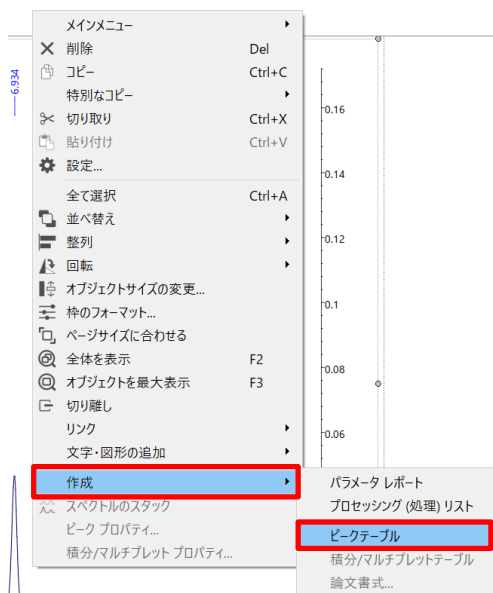 メインメニュー
削除 Del
コピー Ctrl+C
特別なコピー
切り取り Ctrl+X
貼り付け Ctrl+V
設定...
全て選択 Ctrl+A
並べ替え
整列
回転
オブジェクトサイズの変更...
枠のフォーマット...
ページサイズに合わせる
全体を表示 F2
オブジェクトを最大表示 F3
切り離し
リンク
文字・図形の追加
作成
スペクトルのスタック
ピーク プロパティ...
積分/マルチプレット プロパティ...
パラメータ レポート
プロセッシング (処理) リスト
ピークテーブル
積分/マルチプレットテーブル
論文書式...
6.934
0.16
0.14
0.12
0.1
0.08
0.06